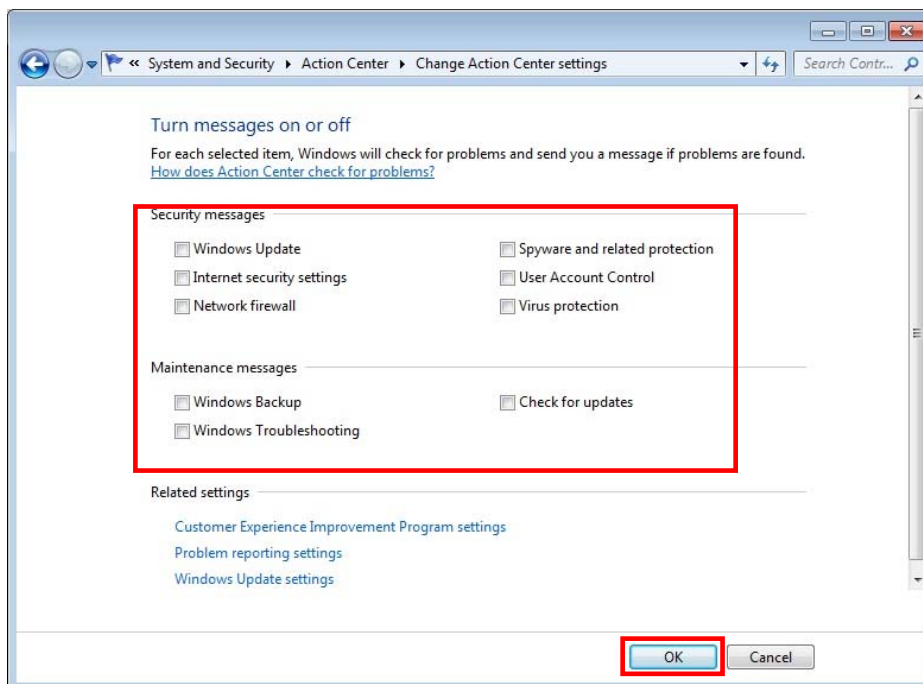 « System and Security ▸ Action Center ▸ Change Action Center settings
Search Contr...
Turn messages on or off
For each selected item, Windows will check for problems and send you a message if problems are found.
How does Action Center check for problems?
Security messages
Windows Update
Spyware and related protection
Internet security settings
User Account Control
Network firewall
Virus protection
Maintenance messages
Windows Backup
Check for updates
Windows Troubleshooting
Related settings
Customer Experience Improvement Program settings
Problem reporting settings
Windows Update settings
OK
Cancel